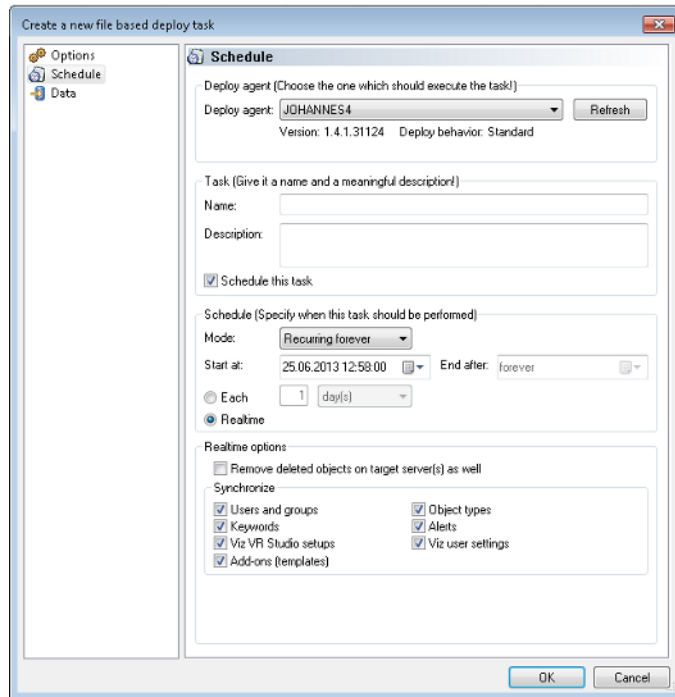 Create a new file based deploy task
Options
Schedule
Data
Schedule
Deploy agent (Choose the one which should execute the task!)
Deploy agent: JOHANNES4 Refresh
Version: 1.4.1.31124 Deploy behavior: Standard
Task (Give it a name and a meaningful description!)
Name:
Description:
Schedule this task
Schedule (Specify when this task should be performed)
Mode: Recurring forever
Start at: 25.06.2013 12:58:00 End after: forever
Each 1 day(s)
Realtime
Realtime options
Remove deleted objects on target server(s) as well
Synchronize
Users and groups Object types
Keywords Alerts
Viz VR Studio setups Viz user settings
Add-ons (templates)
OK Cancel